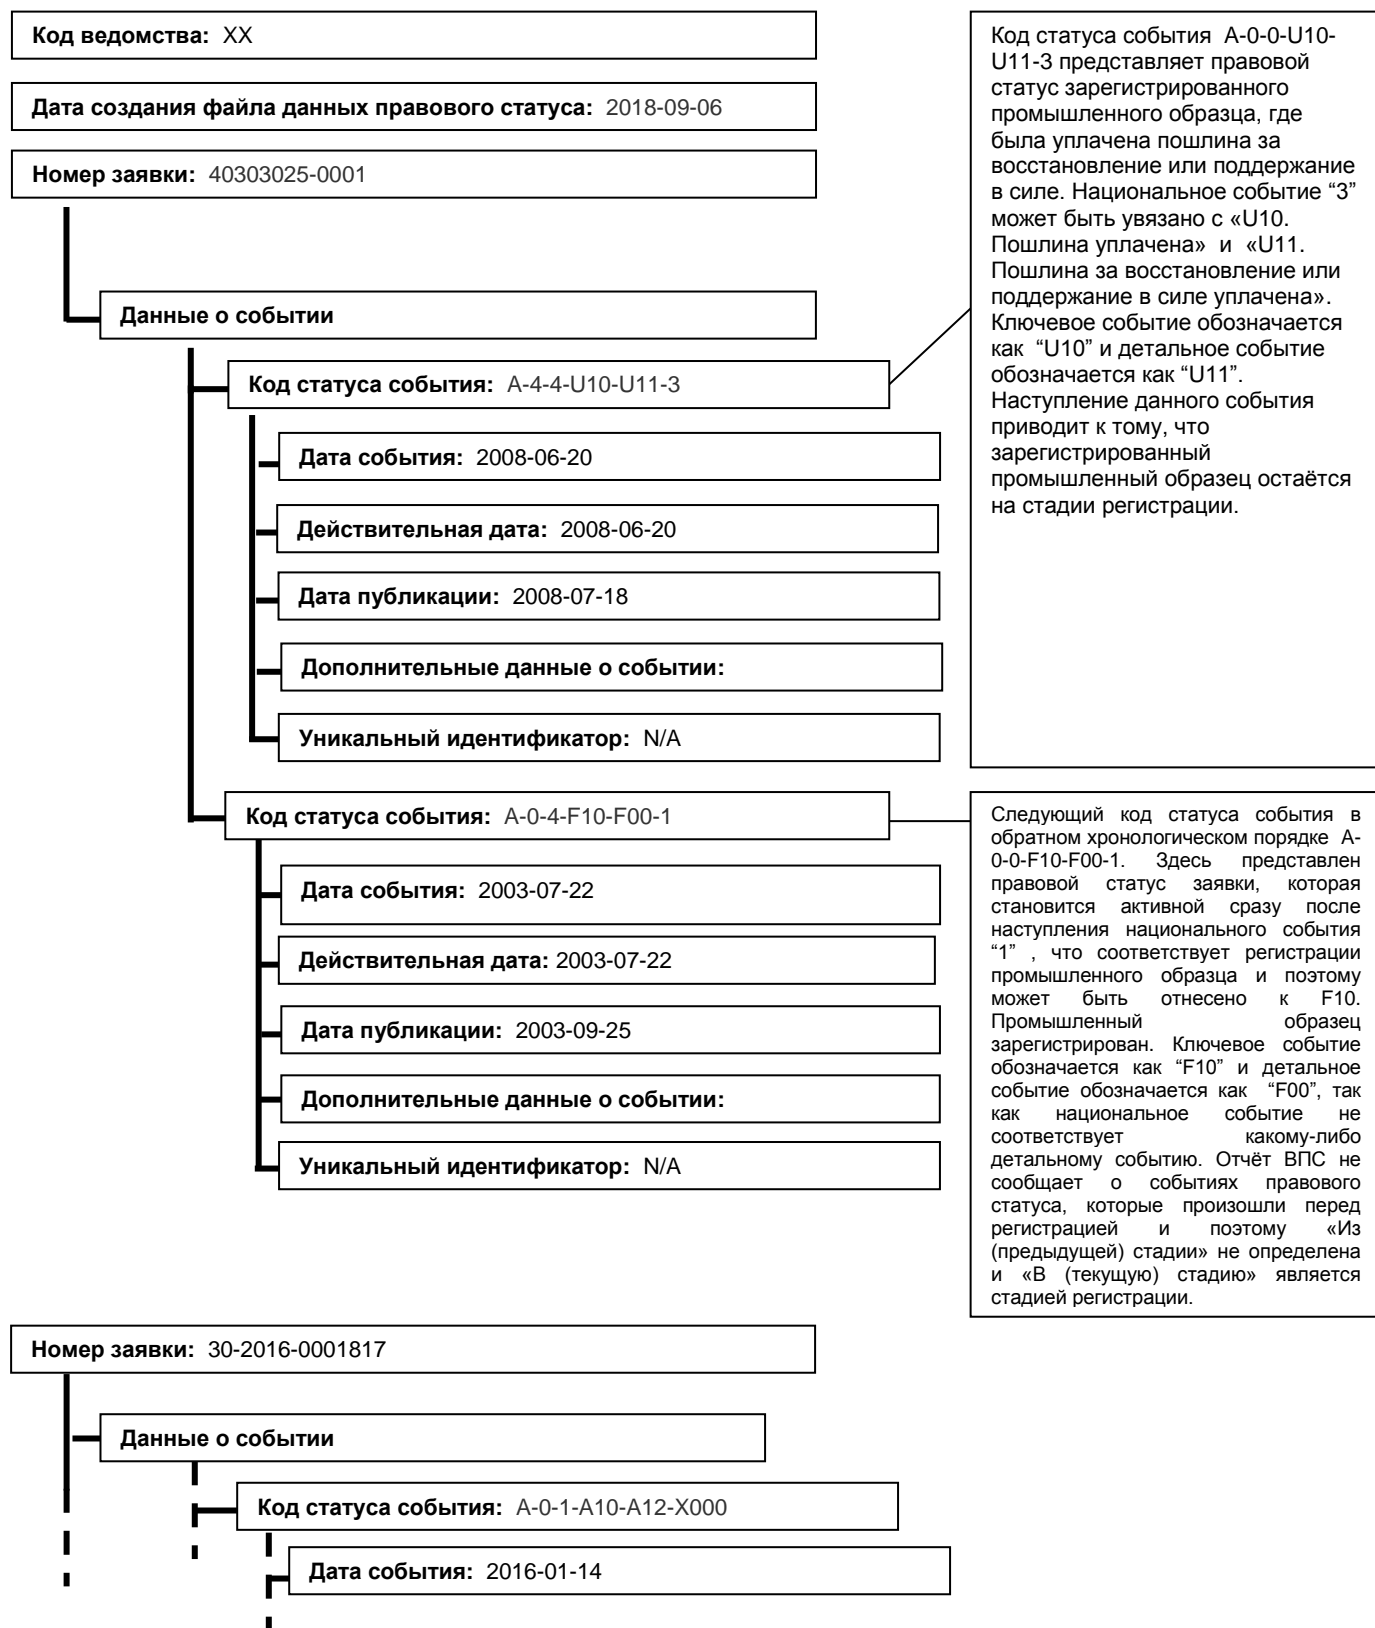 Код ведомства: XX
Дата создания файла данных правового статуса: 2018-09-06
Номер заявки: 40303025-0001
Данные о событии
Код статуса события: A-4-4-U10-U11-3
Дата события: 2008-06-20
Действительная дата: 2008-06-20
Дата публикации: 2008-07-18
Дополнительные данные о событии:
Уникальный идентификатор: N/A
Код статуса события A-0-0-U10-
U11-3 представляет правовой
статус зарегистрированного
промышленного образца, где
была уплачена пошлина за
восстановление или поддержание
в силе. Национальное событие “3”
может быть увязано с «U10.
Пошлина уплачена» и «U11.
Пошлина за восстановление или
поддержание в силе уплачена».
Ключевое событие обозначается
как “U10” и детальное событие
обозначается как “U11”.
Наступление данного события
приводит к тому, что
зарегистрированный
промышленный образец остаётся
на стадии регистрации.
Код статуса события: A-0-4-F10-F00-1
Дата события: 2003-07-22
Действительная дата: 2003-07-22
Дата публикации: 2003-09-25
Дополнительные данные о событии:
Уникальный идентификатор: N/A
Следующий код статуса события в
обратном хронологическом порядке A-
0-0-F10-F00-1. Здесь представлен
правовой статус заявки, которая
становится активной сразу после
наступления национального события
“1” , что соответствует регистрации
промышленного образца и поэтому
может быть отнесено к F10.
Промышленный образец
зарегистрирован. Ключевое событие
обозначается как “F10” и детальное
событие обозначается как “F00”, так
как национальное событие не
соответствует какому-либо
детальному событию. Отчёт ВПС не
сообщает о событиях правового
статуса, которые произошли перед
регистрацией и поэтому «Из
(предыдущей) стадии» не определена
и «В (текущую) стадию» является
стадией регистрации.
Номер заявки: 30-2016-0001817
Данные о событии
Код статуса события: A-0-1-A10-A12-X000
Дата события: 2016-01-14